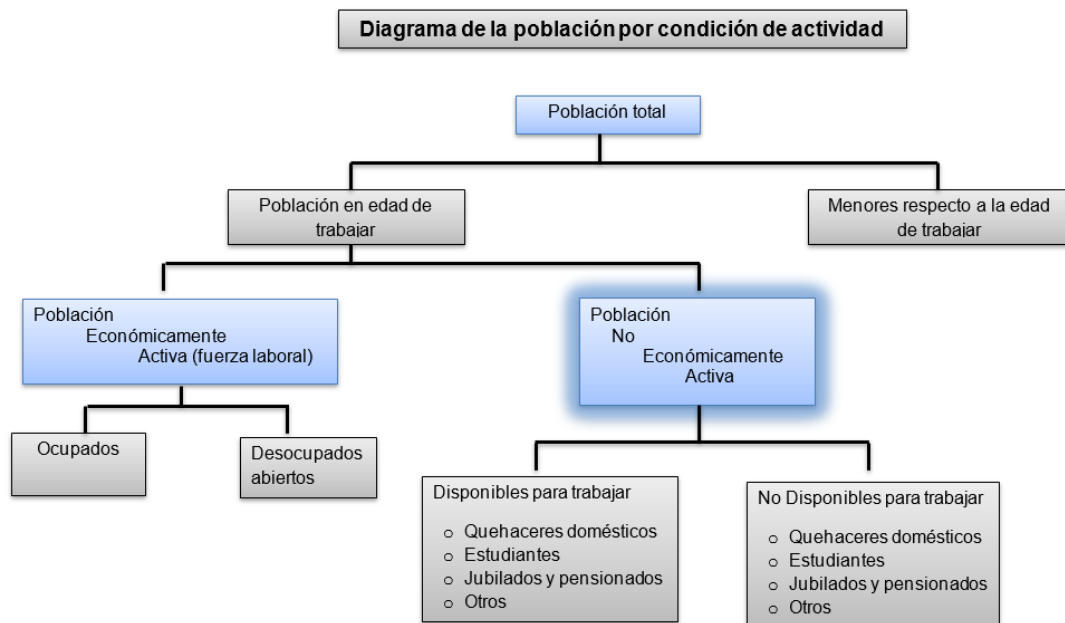 Diagrama de la población por condición de actividad
Población total
Población en edad de
trabajar
Menores respecto a la edad
de trabajar
Población
Económicamente
Activa (fuerza laboral)
Población
No
Económicamente
Activa
Ocupados
Desocupados
abiertos
Disponibles para trabajar
o Quehaceres domésticos
o Estudiantes
o Jubilados y pensionados
o Otros
No Disponibles para trabajar
o Quehaceres domésticos
o Estudiantes
o Jubilados y pensionados
o Otros